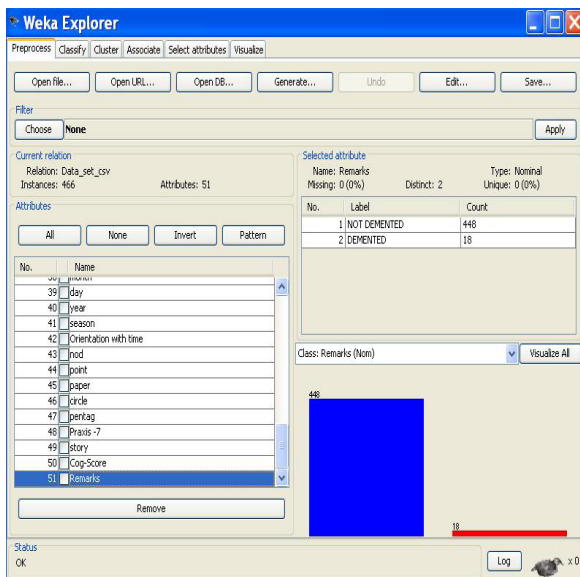 Weka Explorer
Preprocess Classify Cluster Associate Select attributes Visualize
Open file... Open URL... Open DB... Generate... Undo Edit... Save...
Filter
Choose None Apply
Current relation
Relation: Data_set_csv
Instances: 466 Attributes: 51
Attributes
All None Invert Pattern
No. Name
38 month
39 day
40 year
41 season
42 Orientation with time
43 nod
44 point
45 paper
46 circle
47 pentag
48 Praxis -7
49 story
50 Cog-Score
51 Remarks
Remove
Selected attribute
Name: Remarks Type: Nominal
Missing: 0 (0%) Distinct: 2 Unique: 0 (0%)
No. Label Count
1 NOT DEMENTED 448
2 DEMENTED 18
Class: Remarks (Nom) Visualize All
448
18
Status
OK
Log x 0